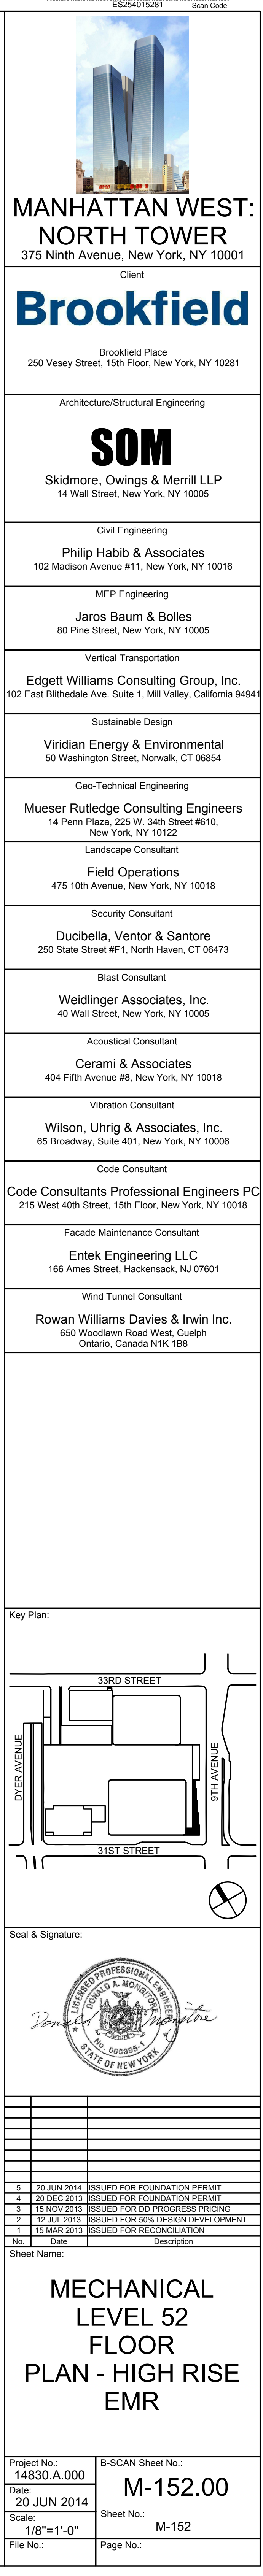 ES254015281 Scan Code
MANHATTAN WEST:
NORTH TOWER
375 Ninth Avenue, New York, NY 10001
Client
Brookfield
Brookfield Place
250 Vesey Street, 15th Floor, New York, NY 10281
Architecture/Structural Engineering
SOM
Skidmore, Owings & Merrill LLP
14 Wall Street, New York, NY 10005
Civil Engineering
Philip Habib & Associates
102 Madison Avenue #11, New York, NY 10016
MEP Engineering
Jaros Baum & Bolles
80 Pine Street, New York, NY 10005
Vertical Transportation
Edgett Williams Consulting Group, Inc.
102 East Blithedale Ave. Suite 1, Mill Valley, California 94941
Sustainable Design
Viridian Energy & Environmental
50 Washington Street, Norwalk, CT 06854
Geo-Technical Engineering
Mueser Rutledge Consulting Engineers
14 Penn Plaza, 225 W. 34th Street #610,
New York, NY 10122
Landscape Consultant
Field Operations
475 10th Avenue, New York, NY 10018
Security Consultant
Ducibella, Ventor & Santore
250 State Street #F1, North Haven, CT 06473
Blast Consultant
Weidlinger Associates, Inc.
40 Wall Street, New York, NY 10005
Acoustical Consultant
Cerami & Associates
404 Fifth Avenue #8, New York, NY 10018
Vibration Consultant
Wilson, Uhrig & Associates, Inc.
65 Broadway, Suite 401, New York, NY 10006
Code Consultant
Code Consultants Professional Engineers PC
215 West 40th Street, 15th Floor, New York, NY 10018
Facade Maintenance Consultant
Entek Engineering LLC
166 Ames Street, Hackensack, NJ 07601
Wind Tunnel Consultant
Rowan Williams Davies & Irwin Inc.
650 Woodlawn Road West, Guelph
Ontario, Canada N1K 1B8
Key Plan:
33RD STREET
DYER AVENUE
9TH AVENUE
31ST STREET
Seal & Signature:
LICENSED PROFESSIONAL ENGINEER
DONALD A. MONGITORE
No. 060395-1
STATE OF NEW YORK
Donald A. Mongitore
5 20 JUN 2014 ISSUED FOR FOUNDATION PERMIT
4 20 DEC 2013 ISSUED FOR FOUNDATION PERMIT
3 15 NOV 2013 ISSUED FOR DD PROGRESS PRICING
2 12 JUL 2013 ISSUED FOR 50% DESIGN DEVELOPMENT
1 15 MAR 2013 ISSUED FOR RECONCILIATION
No. Date Description
Sheet Name:
MECHANICAL
LEVEL 52
FLOOR
PLAN - HIGH RISE
EMR
Project No.:
14830.A.000
Date:
20 JUN 2014
Scale:
1/8"=1'-0"
File No.:
B-SCAN Sheet No.:
M-152.00
Sheet No.:
M-152
Page No.: